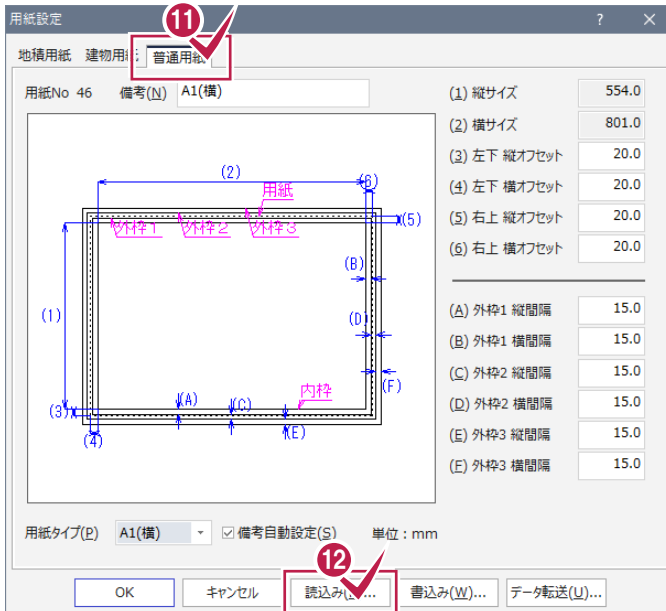 用紙設定 ? ×
11
地積用紙 建物用紙 普通用紙
用紙No 46 備考(N) A1(横)
(1) 縦サイズ 554.0
(2) 横サイズ 801.0
(3) 左下 縦オフセット 20.0
(4) 左下 横オフセット 20.0
(5) 右上 縦オフセット 20.0
(6) 右上 横オフセット 20.0
(A) 外枠1 縦間隔 15.0
(B) 外枠1 横間隔 15.0
(C) 外枠2 縦間隔 15.0
(D) 外枠2 横間隔 15.0
(E) 外枠3 縦間隔 15.0
(F) 外枠3 横間隔 15.0
(2)
(6)
用紙
(5)
外枠1 外枠2 外枠3
(B)
(1)
(D)
(F)
内枠
(A)
(C)
(3)
(E)
(4)
用紙タイプ(P) A1(横) 備考自動設定(S) 単位:mm
12
OK キャンセル 読込み... 書込み(W)... データ転送(U)...